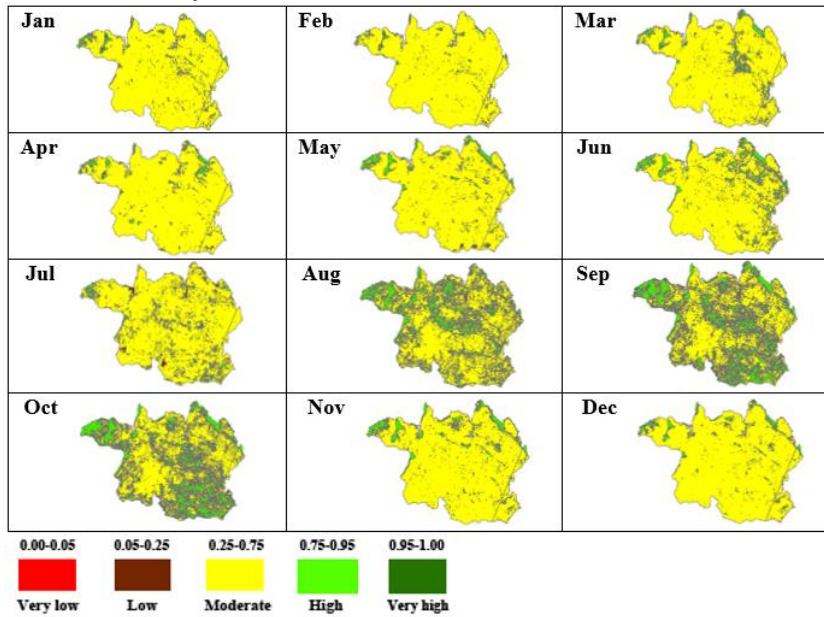 Jan Feb Mar
Apr May Jun
Jul Aug Sep
Oct Nov Dec
0.00-0.05 0.05-0.25 0.25-0.75 0.75-0.95 0.95-1.00
Very low Low Moderate High Very high